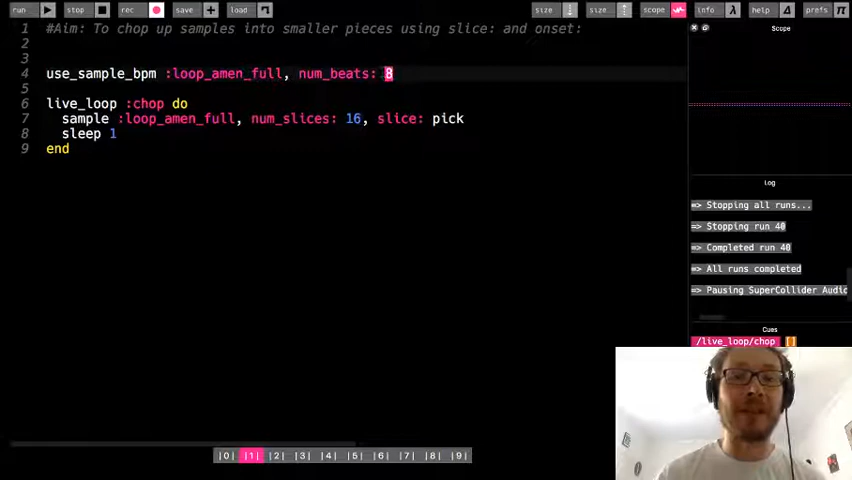 run ▶ stop ■ rec ● save + load size ↓ size ↑ scope info λ help Δ prefs π
1 #Aim: To chop up samples into smaller pieces using slice: and onset:
2
3
4 use_sample_bpm :loop_amen_full, num_beats: 8
5
6 live_loop :chop do
7 sample :loop_amen_full, num_slices: 16, slice: pick
8 sleep 1
9 end
Scope
Log
=> Stopping all runs...
=> Stopping run 40
=> Completed run 40
=> All runs completed
=> Pausing SuperCollider Audio
Cues
/live_loop/chop []
|0| |1| |2| |3| |4| |5| |6| |7| |8| |9|